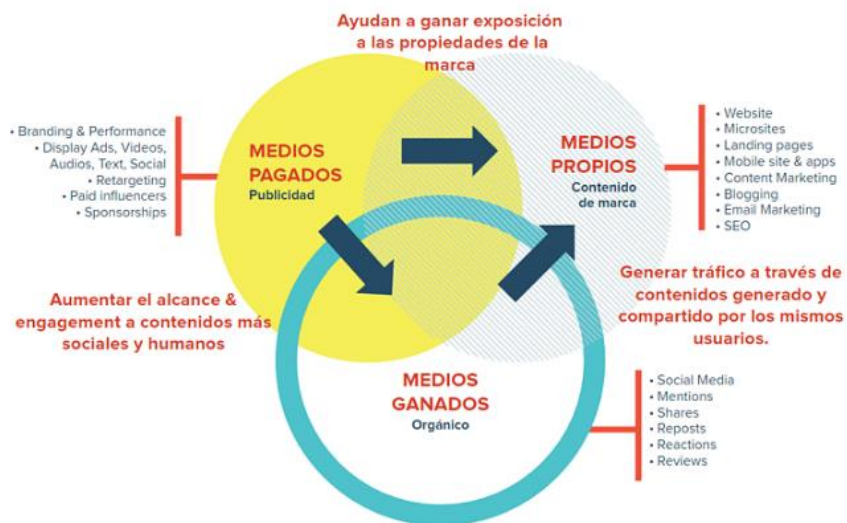 Ayudan a ganar exposición
a las propiedades de la
marca
• Branding & Performance
• Display Ads, Videos,
Audios, Text, Social
• Retargeting
• Paid influencers
• Sponsorships
MEDIOS
PAGADOS
Publicidad
MEDIOS
PROPIOS
Contenido
de marca
• Website
• Microsites
• Landing pages
• Mobile site & apps
• Content Marketing
• Blogging
• Email Marketing
• SEO
Aumentar el alcance &
engagement a contenidos más
sociales y humanos
Generar tráfico a través de
contenidos generado y
compartido por los mismos
usuarios.
MEDIOS
GANADOS
Orgánico
• Social Media
• Mentions
• Shares
• Reposts
• Reactions
• Reviews